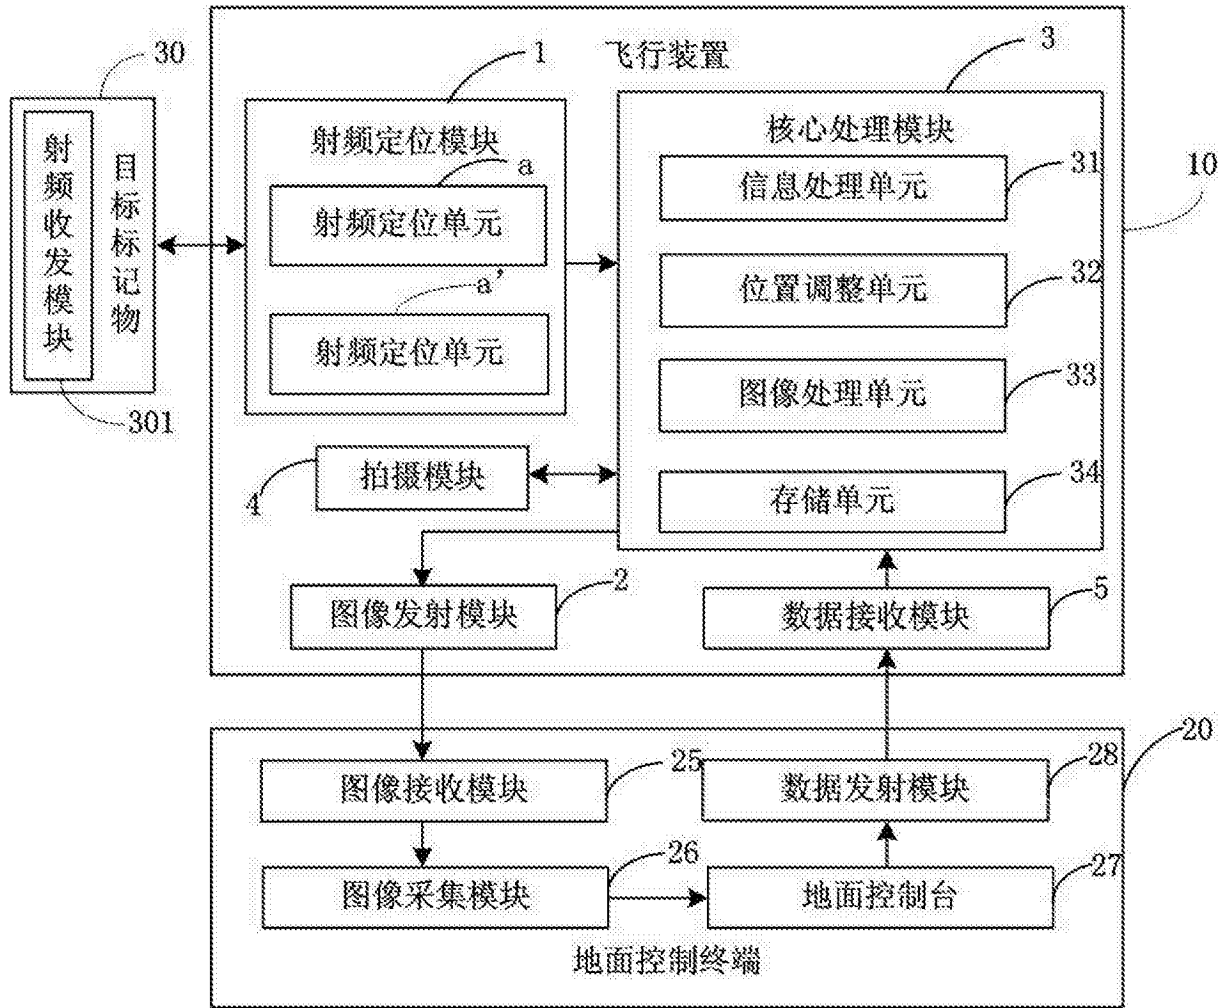 飞行装置
3
30
1
射频定位模块
核心处理模块
射频收发模块
目标标记物
a
31
信息处理单元
10
射频定位单元
a'
32
位置调整单元
射频定位单元
33
图像处理单元
301
4
拍摄模块
34
存储单元
2
图像发射模块
5
数据接收模块
20
25
图像接收模块
28
数据发射模块
26
图像采集模块
27
地面控制台
地面控制终端